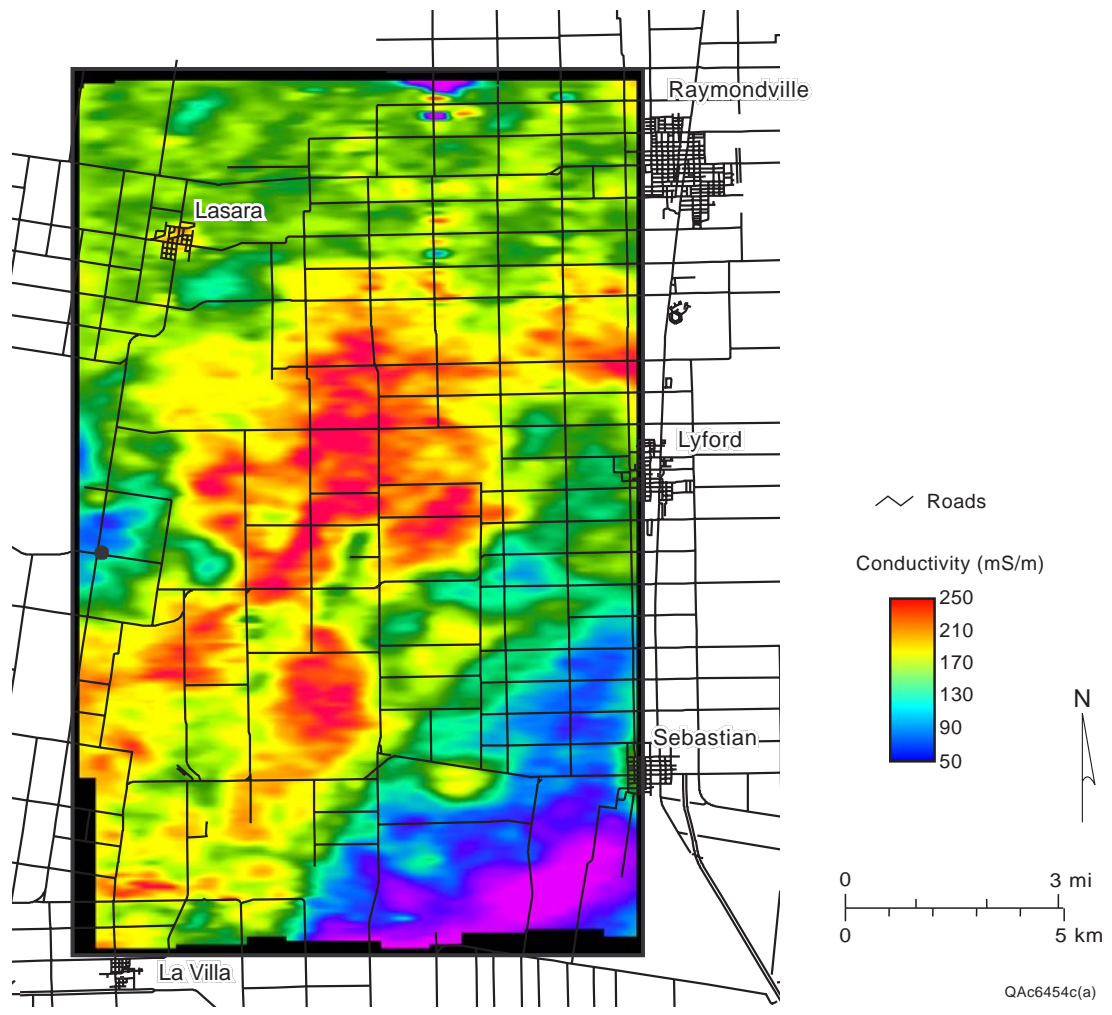 Raymondville
Lasara
Lyford
Roads
Conductivity (mS/m)
250
210
170
130
90
50
N
Sebastian
0 3 mi
0 5 km
La Villa
QAc6454c(a)